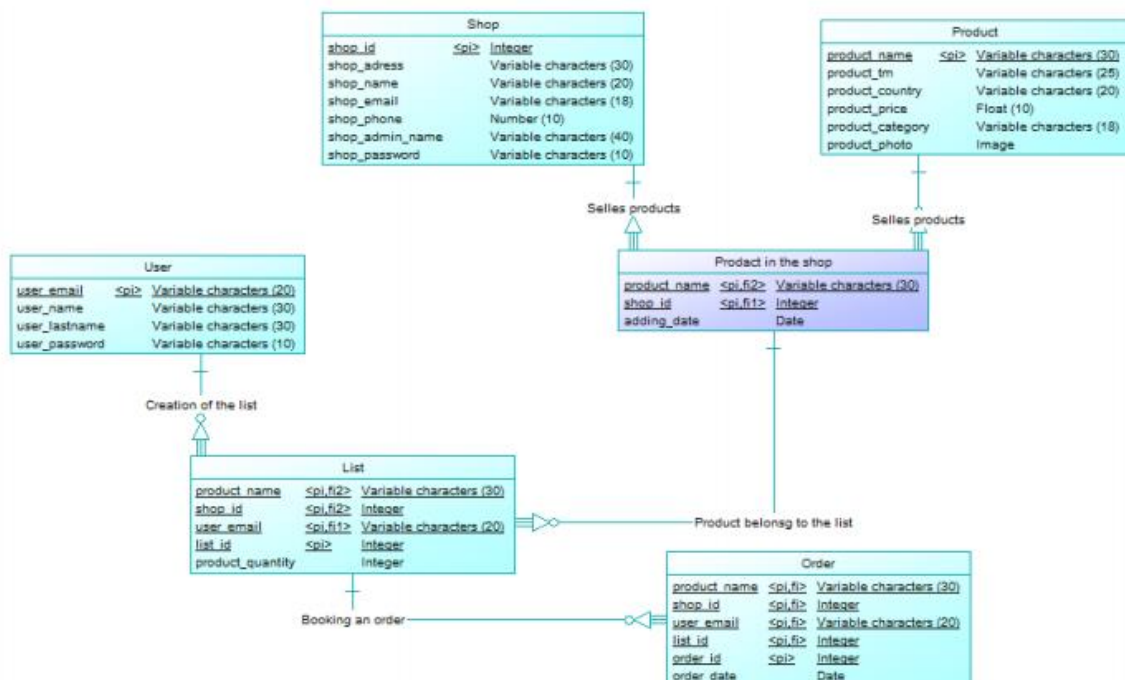 Shop
shop_id <pi> Integer
shop_adress Variable characters (30)
shop_name Variable characters (20)
shop_email Variable characters (18)
shop_phone Number (10)
shop_admin_name Variable characters (40)
shop_password Variable characters (10)
Product
product_name <pi> Variable characters (30)
product_tm Variable characters (25)
product_country Variable characters (20)
product_price Float (10)
product_category Variable characters (18)
product_photo Image
Selles products
Selles products
Prodact in the shop
product_name <pi,fi2> Variable characters (30)
shop_id <pi,fi1> Integer
adding_date Date
User
user_email <pi> Variable characters (20)
user_name Variable characters (30)
user_lastname Variable characters (30)
user_password Variable characters (10)
Creation of the list
List
product_name <pi,fi2> Variable characters (30)
shop_id <pi,fi2> Integer
user_email <pi,fi1> Variable characters (20)
list_id <pi> Integer
product_quantity Integer
Product belonsg to the list
Booking an order
Order
product_name <pi,fi> Variable characters (30)
shop_id <pi,fi> Integer
user_email <pi,fi> Variable characters (20)
list_id <pi,fi> Integer
order_id <pi> Integer
order_date Date